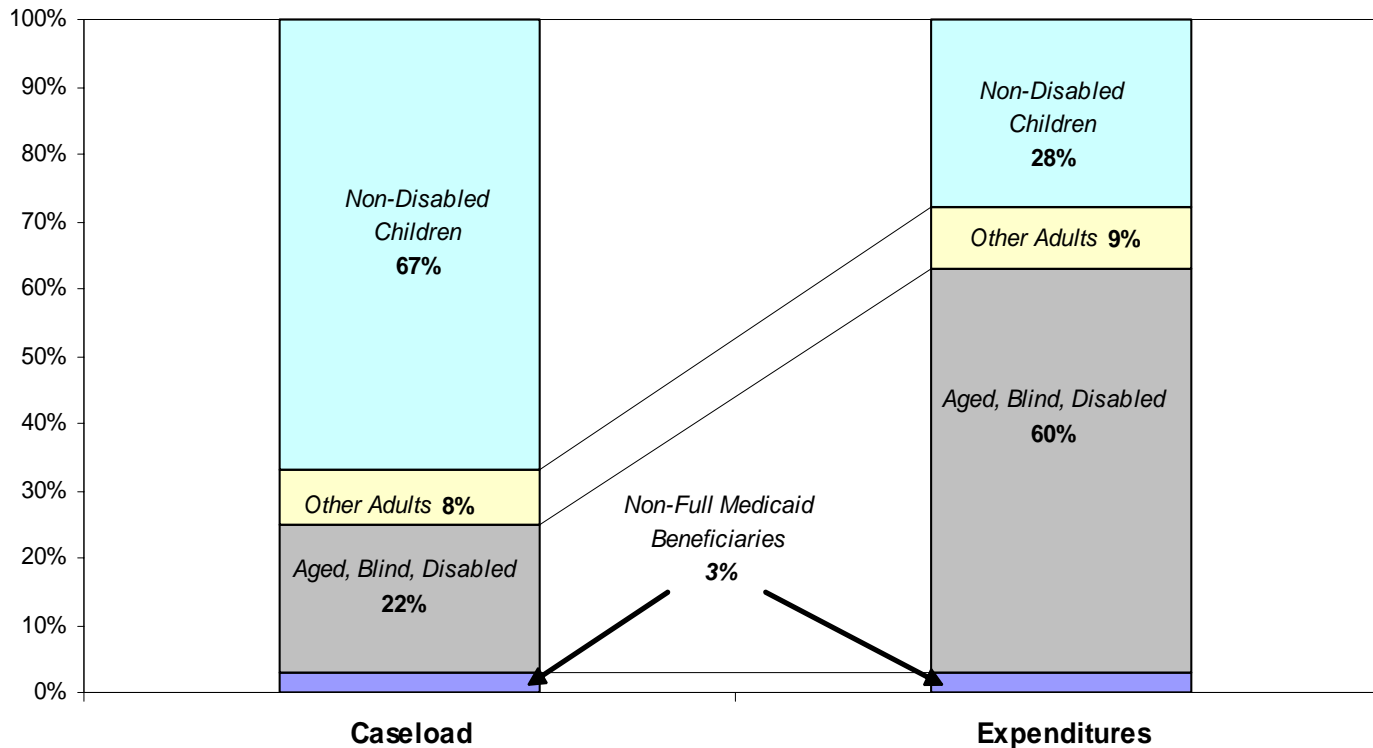 100%
90%
80%
70%
60%
50%
40%
30%
20%
10%
0%
Non-Disabled
Children
67%
Other Adults 8%
Aged, Blind, Disabled
22%
Non-Full Medicaid
Beneficiaries
3%
Non-Disabled
Children
28%
Other Adults 9%
Aged, Blind, Disabled
60%
Caseload
Expenditures